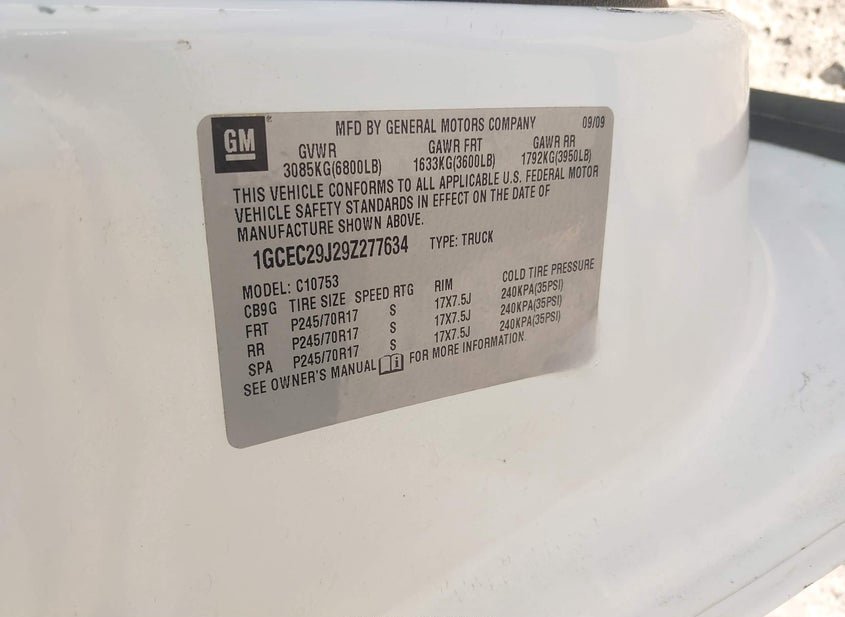 GM
MFD BY GENERAL MOTORS COMPANY 09/09
GVWR GAWR FRT GAWR RR
3085KG(6800LB) 1633KG(3600LB) 1792KG(3950LB)
THIS VEHICLE CONFORMS TO ALL APPLICABLE U.S. FEDERAL MOTOR
VEHICLE SAFETY STANDARDS IN EFFECT ON THE DATE OF
MANUFACTURE SHOWN ABOVE.
1GCEC29J29Z277634 TYPE: TRUCK
MODEL: C10753
CB9G TIRE SIZE SPEED RTG RIM COLD TIRE PRESSURE
FRT P245/70R17 S 17X7.5J 240KPA(35PSI)
RR P245/70R17 S 17X7.5J 240KPA(35PSI)
SPA P245/70R17 S 17X7.5J 240KPA(35PSI)
SEE OWNER'S MANUAL i FOR MORE INFORMATION.